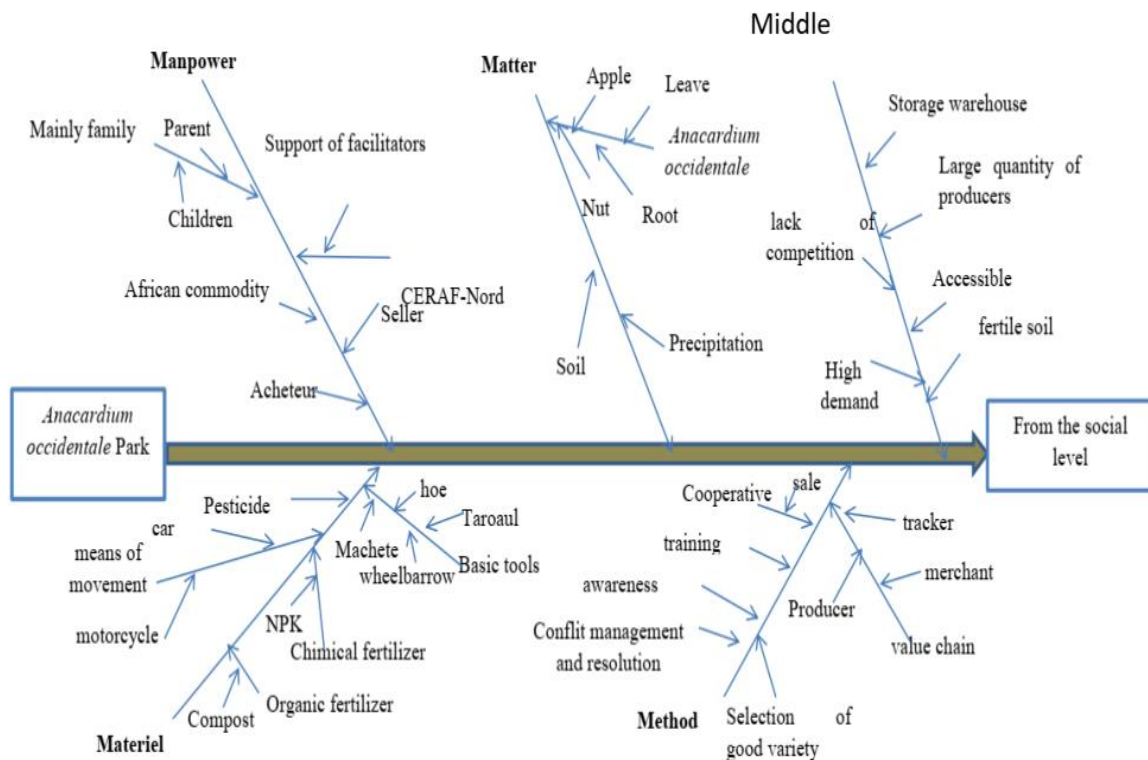 Middle
Manpower
Matter
Apple
Leave
Storage warehouse
Mainly family
Parent
Support of facilitators
Anacardium
occidentale
Large quantity of
producers
Children
Nut
Root
lack of
competition
African commodity
CERAF-Nord
Seller
Accessible
fertile soil
Soil
Precipitation
Acheteur
High
demand
Anacardium
occidentale Park
From the social
level
Pesticide
hoe
Cooperative
sale
car
Taroaul
tracker
means of
movement
Machete
wheelbarrow
Basic tools
training
merchant
awareness
Producer
motorcycle
NPK
Chimical fertilizer
Conflit management
and resolution
value chain
Organic fertilizer
Compost
Materiel
Method
Selection of
good variety